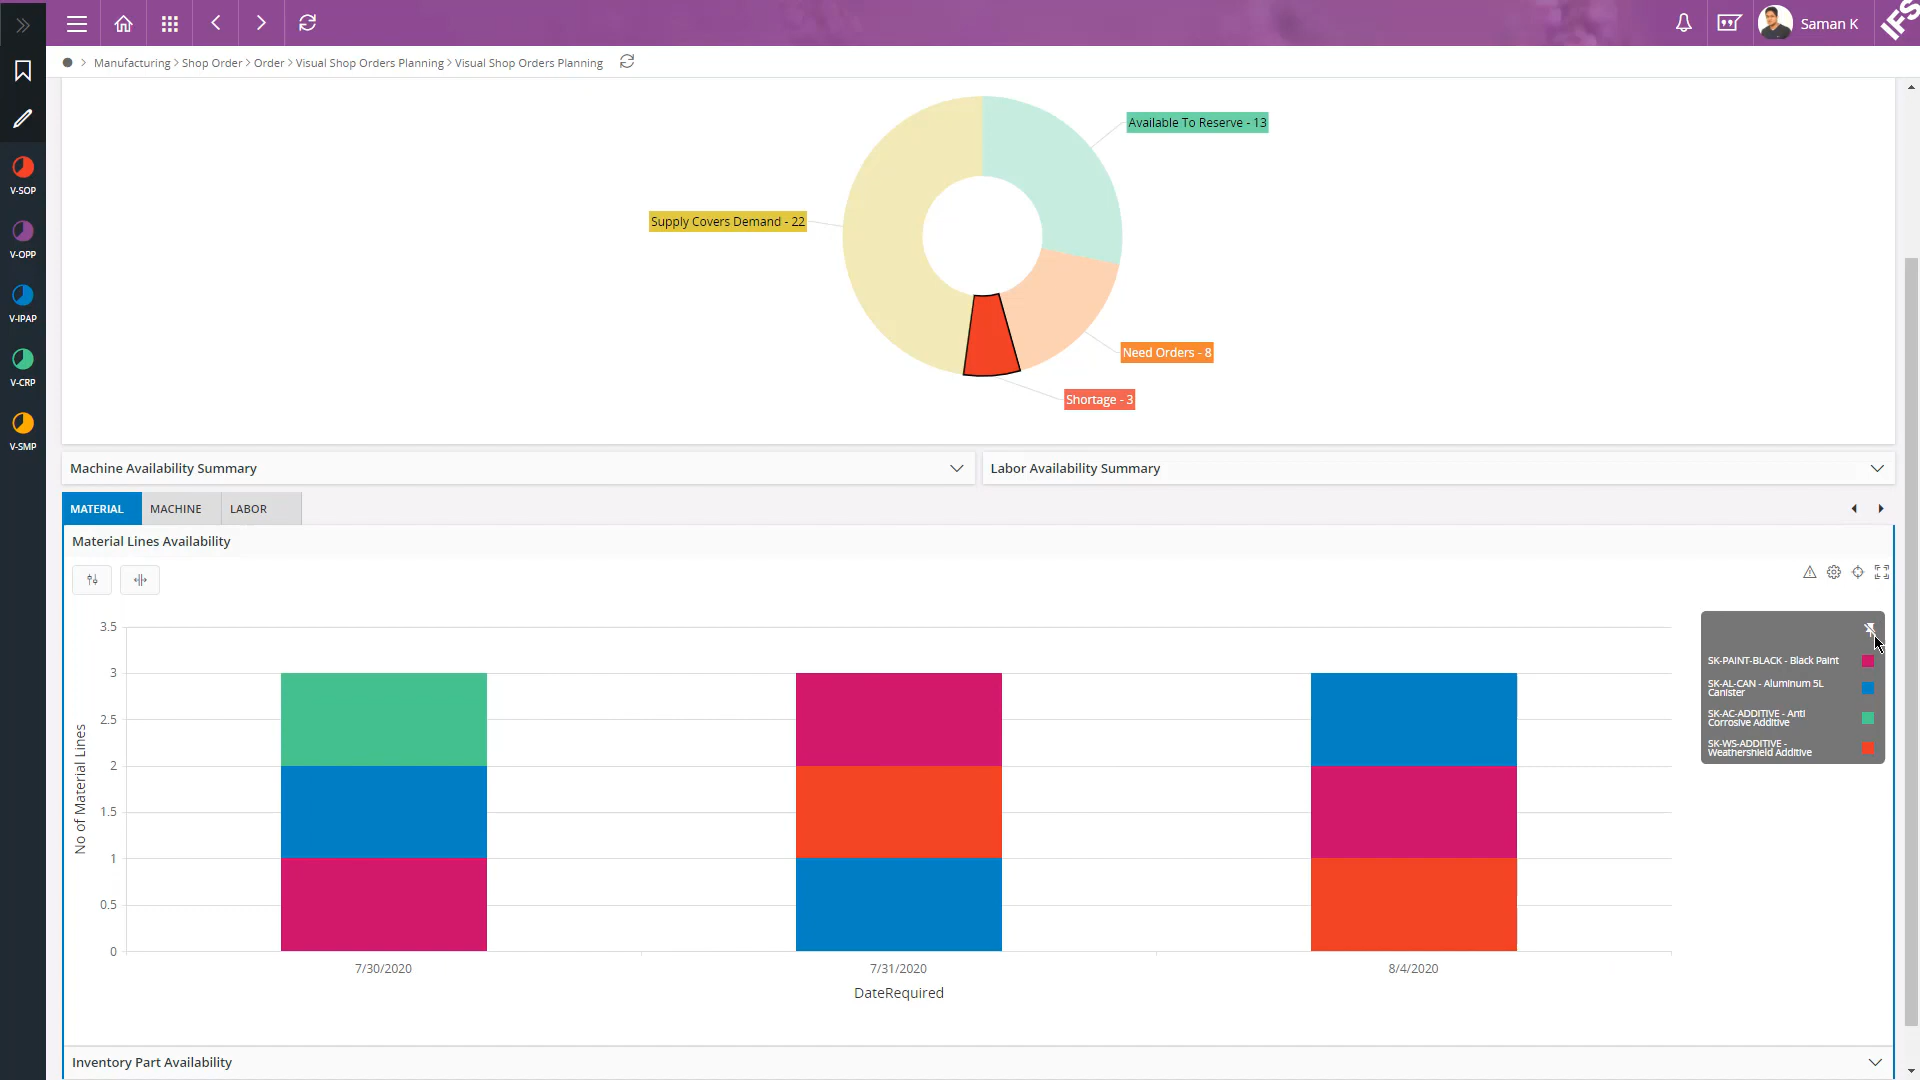 Saman K
IFS
Manufacturing > Shop Order > Order > Visual Shop Orders Planning > Visual Shop Orders Planning
V-SOP
V-OPP
V-IPAP
V-CRP
V-SMP
Available To Reserve - 13
Supply Covers Demand - 22
Need Orders - 8
Shortage - 3
Machine Availability Summary
Labor Availability Summary
MATERIAL
MACHINE
LABOR
Material Lines Availability
SK-PAINT-BLACK - Black Paint
SK-AL-CAN - Aluminum 5L
Canister
SK-AC-ADDITIVE - Anti
Corrosive Additive
SK-WS-ADDITIVE -
Weathershield Additive
No of Material Lines
3.5
3
2.5
2
1.5
1
0.5
0
7/30/2020
7/31/2020
8/4/2020
DateRequired
Inventory Part Availability